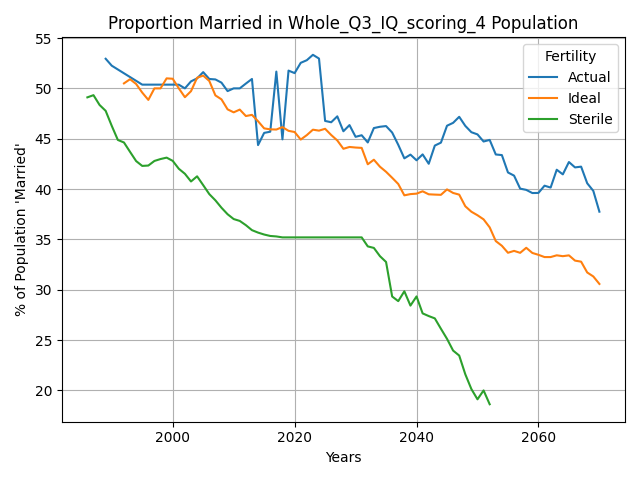 Proportion Married in Whole_Q3_IQ_scoring_4 Population
55
50
45
40
35
30
25
20
% of Population 'Married'
Fertility
Actual
Ideal
Sterile
2000 2020 2040 2060
Years